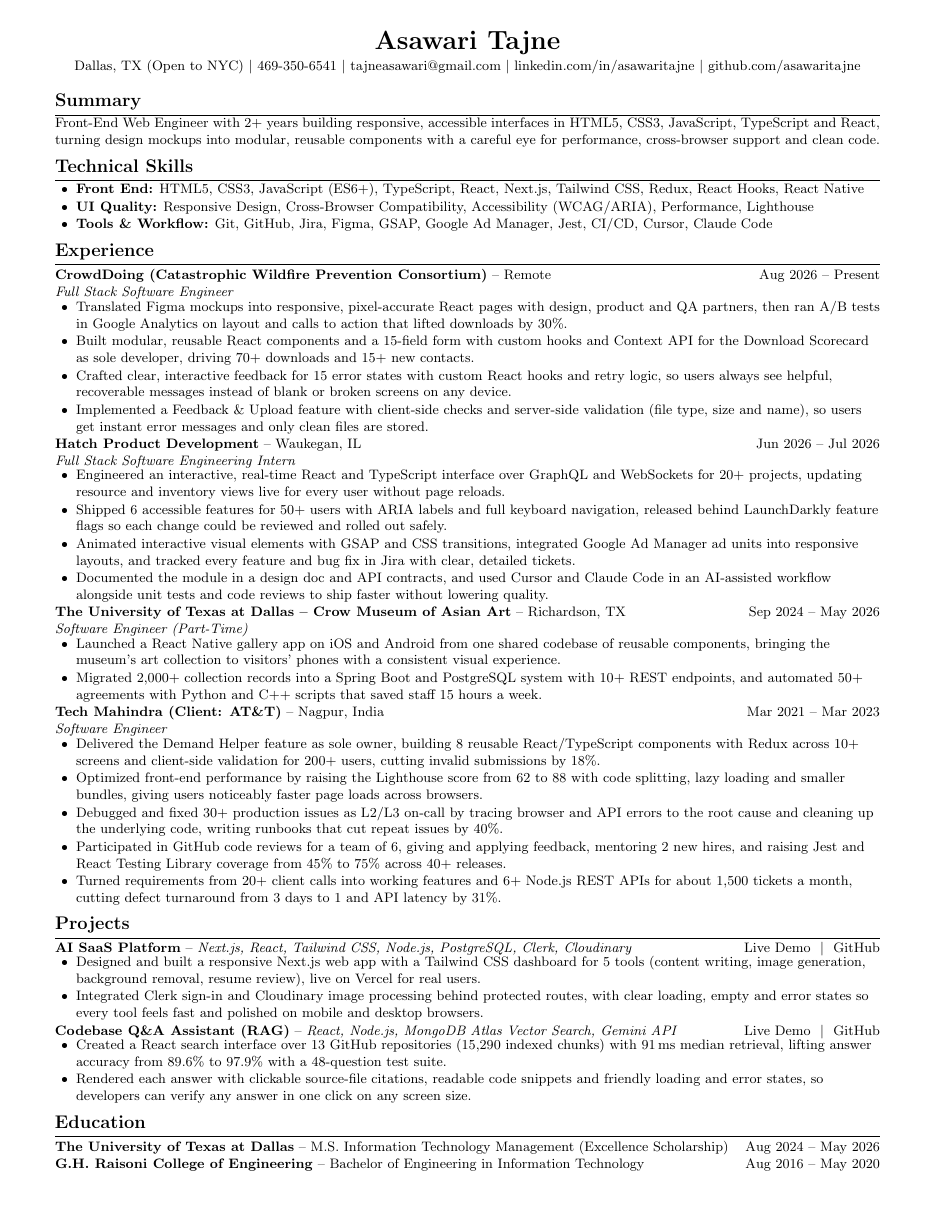 Asawari Tajne
Dallas, TX (Open to NYC) | 469-350-6541 | tajneasawari@gmail.com | linkedin.com/in/asawaritajne | github.com/asawaritajne
Summary
Front-End Web Engineer with 2+ years building responsive, accessible interfaces in HTML5, CSS3, JavaScript, TypeScript and React,
turning design mockups into modular, reusable components with a careful eye for performance, cross-browser support and clean code.
Technical Skills
• Front End: HTML5, CSS3, JavaScript (ES6+), TypeScript, React, Next.js, Tailwind CSS, Redux, React Hooks, React Native
• UI Quality: Responsive Design, Cross-Browser Compatibility, Accessibility (WCAG/ARIA), Performance, Lighthouse
• Tools & Workflow: Git, GitHub, Jira, Figma, GSAP, Google Ad Manager, Jest, CI/CD, Cursor, Claude Code
Experience
CrowdDoing (Catastrophic Wildfire Prevention Consortium) – Remote Aug 2026 – Present
Full Stack Software Engineer
• Translated Figma mockups into responsive, pixel-accurate React pages with design, product and QA partners, then ran A/B tests
in Google Analytics on layout and calls to action that lifted downloads by 30%.
• Built modular, reusable React components and a 15-field form with custom hooks and Context API for the Download Scorecard
as sole developer, driving 70+ downloads and 15+ new contacts.
• Crafted clear, interactive feedback for 15 error states with custom React hooks and retry logic, so users always see helpful,
recoverable messages instead of blank or broken screens on any device.
• Implemented a Feedback & Upload feature with client-side checks and server-side validation (file type, size and name), so users
get instant error messages and only clean files are stored.
Hatch Product Development – Waukegan, IL Jun 2026 – Jul 2026
Full Stack Software Engineering Intern
• Engineered an interactive, real-time React and TypeScript interface over GraphQL and WebSockets for 20+ projects, updating
resource and inventory views live for every user without page reloads.
• Shipped 6 accessible features for 50+ users with ARIA labels and full keyboard navigation, released behind LaunchDarkly feature
flags so each change could be reviewed and rolled out safely.
• Animated interactive visual elements with GSAP and CSS transitions, integrated Google Ad Manager ad units into responsive
layouts, and tracked every feature and bug fix in Jira with clear, detailed tickets.
• Documented the module in a design doc and API contracts, and used Cursor and Claude Code in an AI-assisted workflow
alongside unit tests and code reviews to ship faster without lowering quality.
The University of Texas at Dallas – Crow Museum of Asian Art – Richardson, TX Sep 2024 – May 2026
Software Engineer (Part-Time)
• Launched a React Native gallery app on iOS and Android from one shared codebase of reusable components, bringing the
museum's art collection to visitors' phones with a consistent visual experience.
• Migrated 2,000+ collection records into a Spring Boot and PostgreSQL system with 10+ REST endpoints, and automated 50+
agreements with Python and C++ scripts that saved staff 15 hours a week.
Tech Mahindra (Client: AT&T) – Nagpur, India Mar 2021 – Mar 2023
Software Engineer
• Delivered the Demand Helper feature as sole owner, building 8 reusable React/TypeScript components with Redux across 10+
screens and client-side validation for 200+ users, cutting invalid submissions by 18%.
• Optimized front-end performance by raising the Lighthouse score from 62 to 88 with code splitting, lazy loading and smaller
bundles, giving users noticeably faster page loads across browsers.
• Debugged and fixed 30+ production issues as L2/L3 on-call by tracing browser and API errors to the root cause and cleaning up
the underlying code, writing runbooks that cut repeat issues by 40%.
• Participated in GitHub code reviews for a team of 6, giving and applying feedback, mentoring 2 new hires, and raising Jest and
React Testing Library coverage from 45% to 75% across 40+ releases.
• Turned requirements from 20+ client calls into working features and 6+ Node.js REST APIs for about 1,500 tickets a month,
cutting defect turnaround from 3 days to 1 and API latency by 31%.
Projects
AI SaaS Platform – Next.js, React, Tailwind CSS, Node.js, PostgreSQL, Clerk, Cloudinary Live Demo | GitHub
• Designed and built a responsive Next.js web app with a Tailwind CSS dashboard for 5 tools (content writing, image generation,
background removal, resume review), live on Vercel for real users.
• Integrated Clerk sign-in and Cloudinary image processing behind protected routes, with clear loading, empty and error states so
every tool feels fast and polished on mobile and desktop browsers.
Codebase Q&A Assistant (RAG) – React, Node.js, MongoDB Atlas Vector Search, Gemini API Live Demo | GitHub
• Created a React search interface over 13 GitHub repositories (15,290 indexed chunks) with 91 ms median retrieval, lifting answer
accuracy from 89.6% to 97.9% with a 48-question test suite.
• Rendered each answer with clickable source-file citations, readable code snippets and friendly loading and error states, so
developers can verify any answer in one click on any screen size.
Education
The University of Texas at Dallas – M.S. Information Technology Management (Excellence Scholarship) Aug 2024 – May 2026
G.H. Raisoni College of Engineering – Bachelor of Engineering in Information Technology Aug 2016 – May 2020